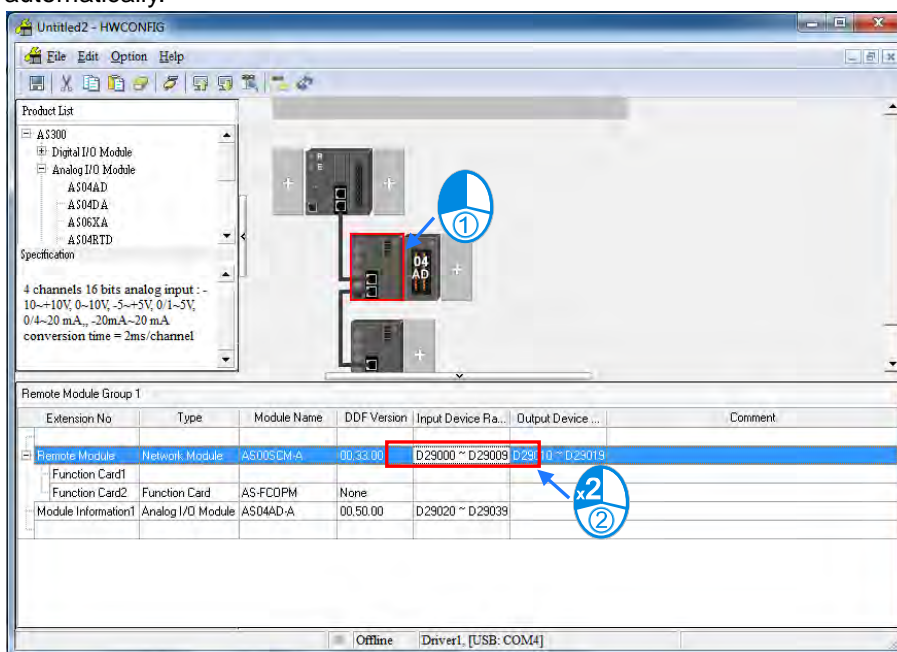 automatically.
Untitled2 - HWCONFIG
File Edit Option Help
Product List
AS300
Digital I/O Module
Analog I/O Module
AS04AD
AS04DA
AS06XA
AS04RTD
Specification
4 channels 16 bits analog input : -
10~+10V, 0~10V, -5~+5V, 0/1~5V,
0/4~20 mA,, -20mA~20 mA
conversion time = 2ms/channel
04
AD
①
Remote Module Group 1
Extension No Type Module Name DDF Version Input Device Ra... Output Device ... Comment
Remote Module Network Module AS00SCM-A 00.33.00 D29000 ~ D29009 D29010 ~ D29019
Function Card1
Function Card2 Function Card AS-FCOPM None
Module Information1 Analog I/O Module AS04AD-A 00.50.00 D29020 ~ D29039
x2
②
Offline Driver1, [USB: COM4]